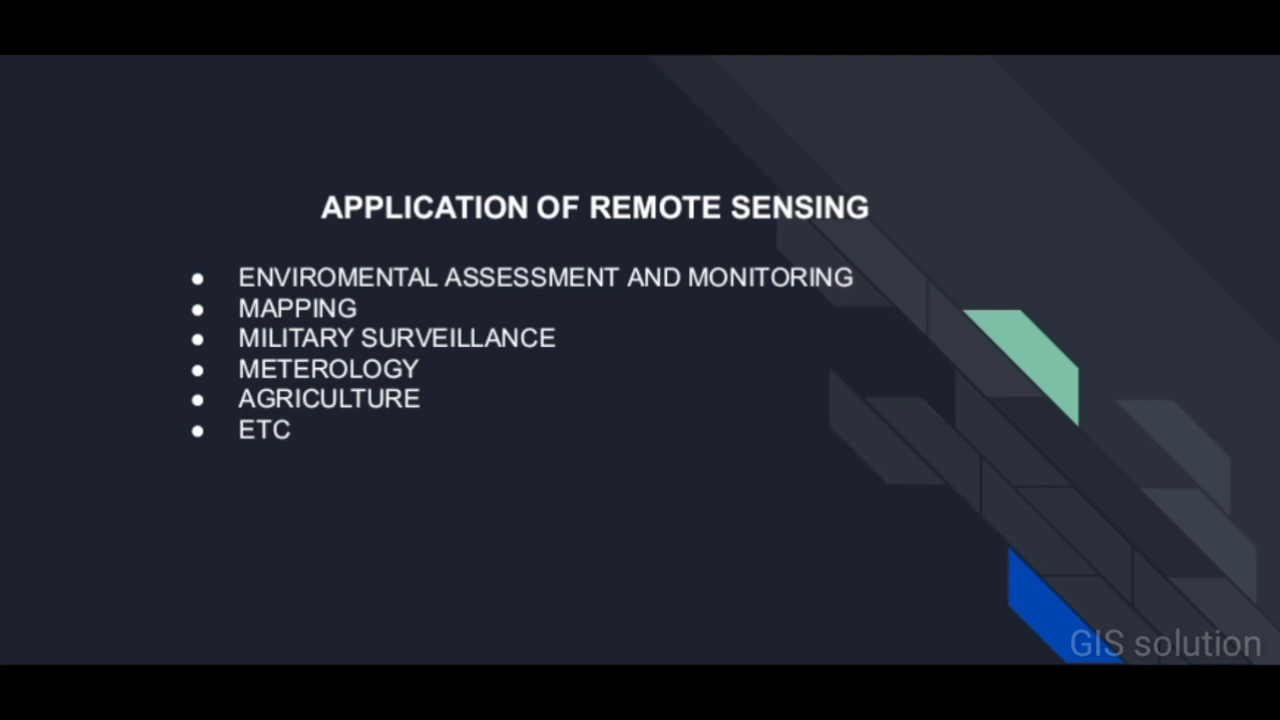 APPLICATION OF REMOTE SENSING
● ENVIROMENTAL ASSESSMENT AND MONITORING
● MAPPING
● MILITARY SURVEILLANCE
● METEROLOGY
● AGRICULTURE
● ETC
GIS solution